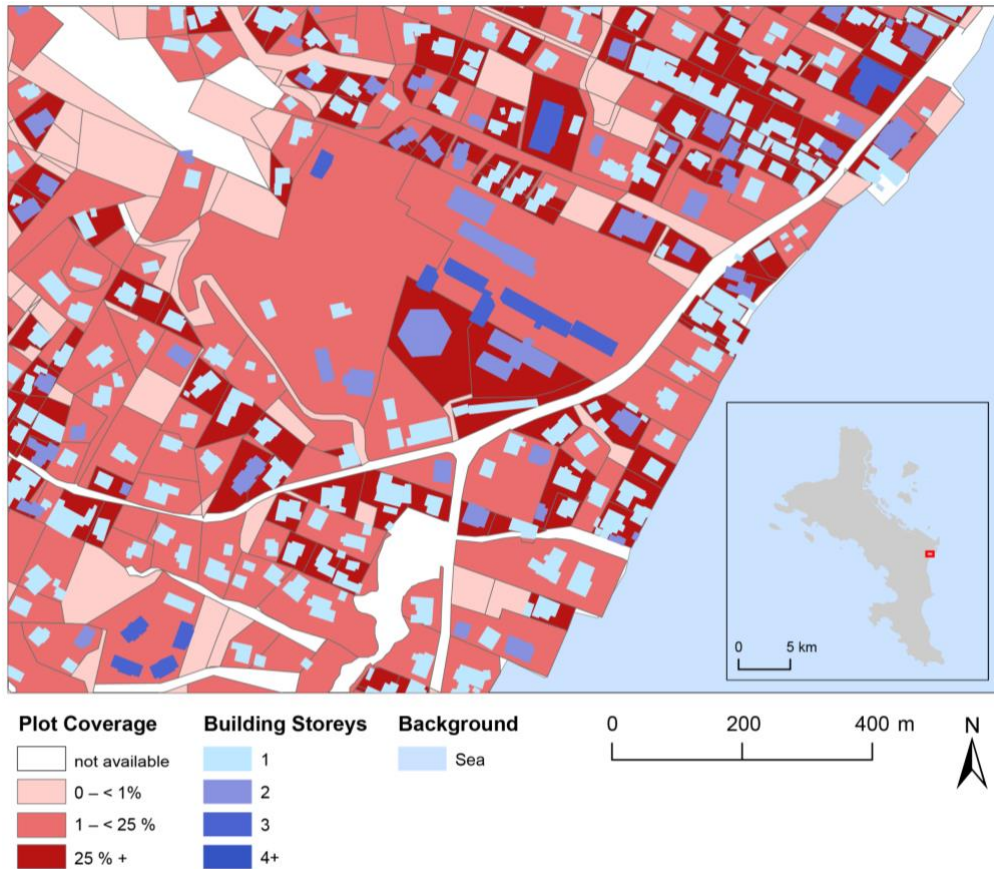 0 5 km
Plot Coverage
not available
0 – < 1%
1 – < 25 %
25 % +
Building Storeys
1
2
3
4+
Background
Sea
0 200 400 m
N